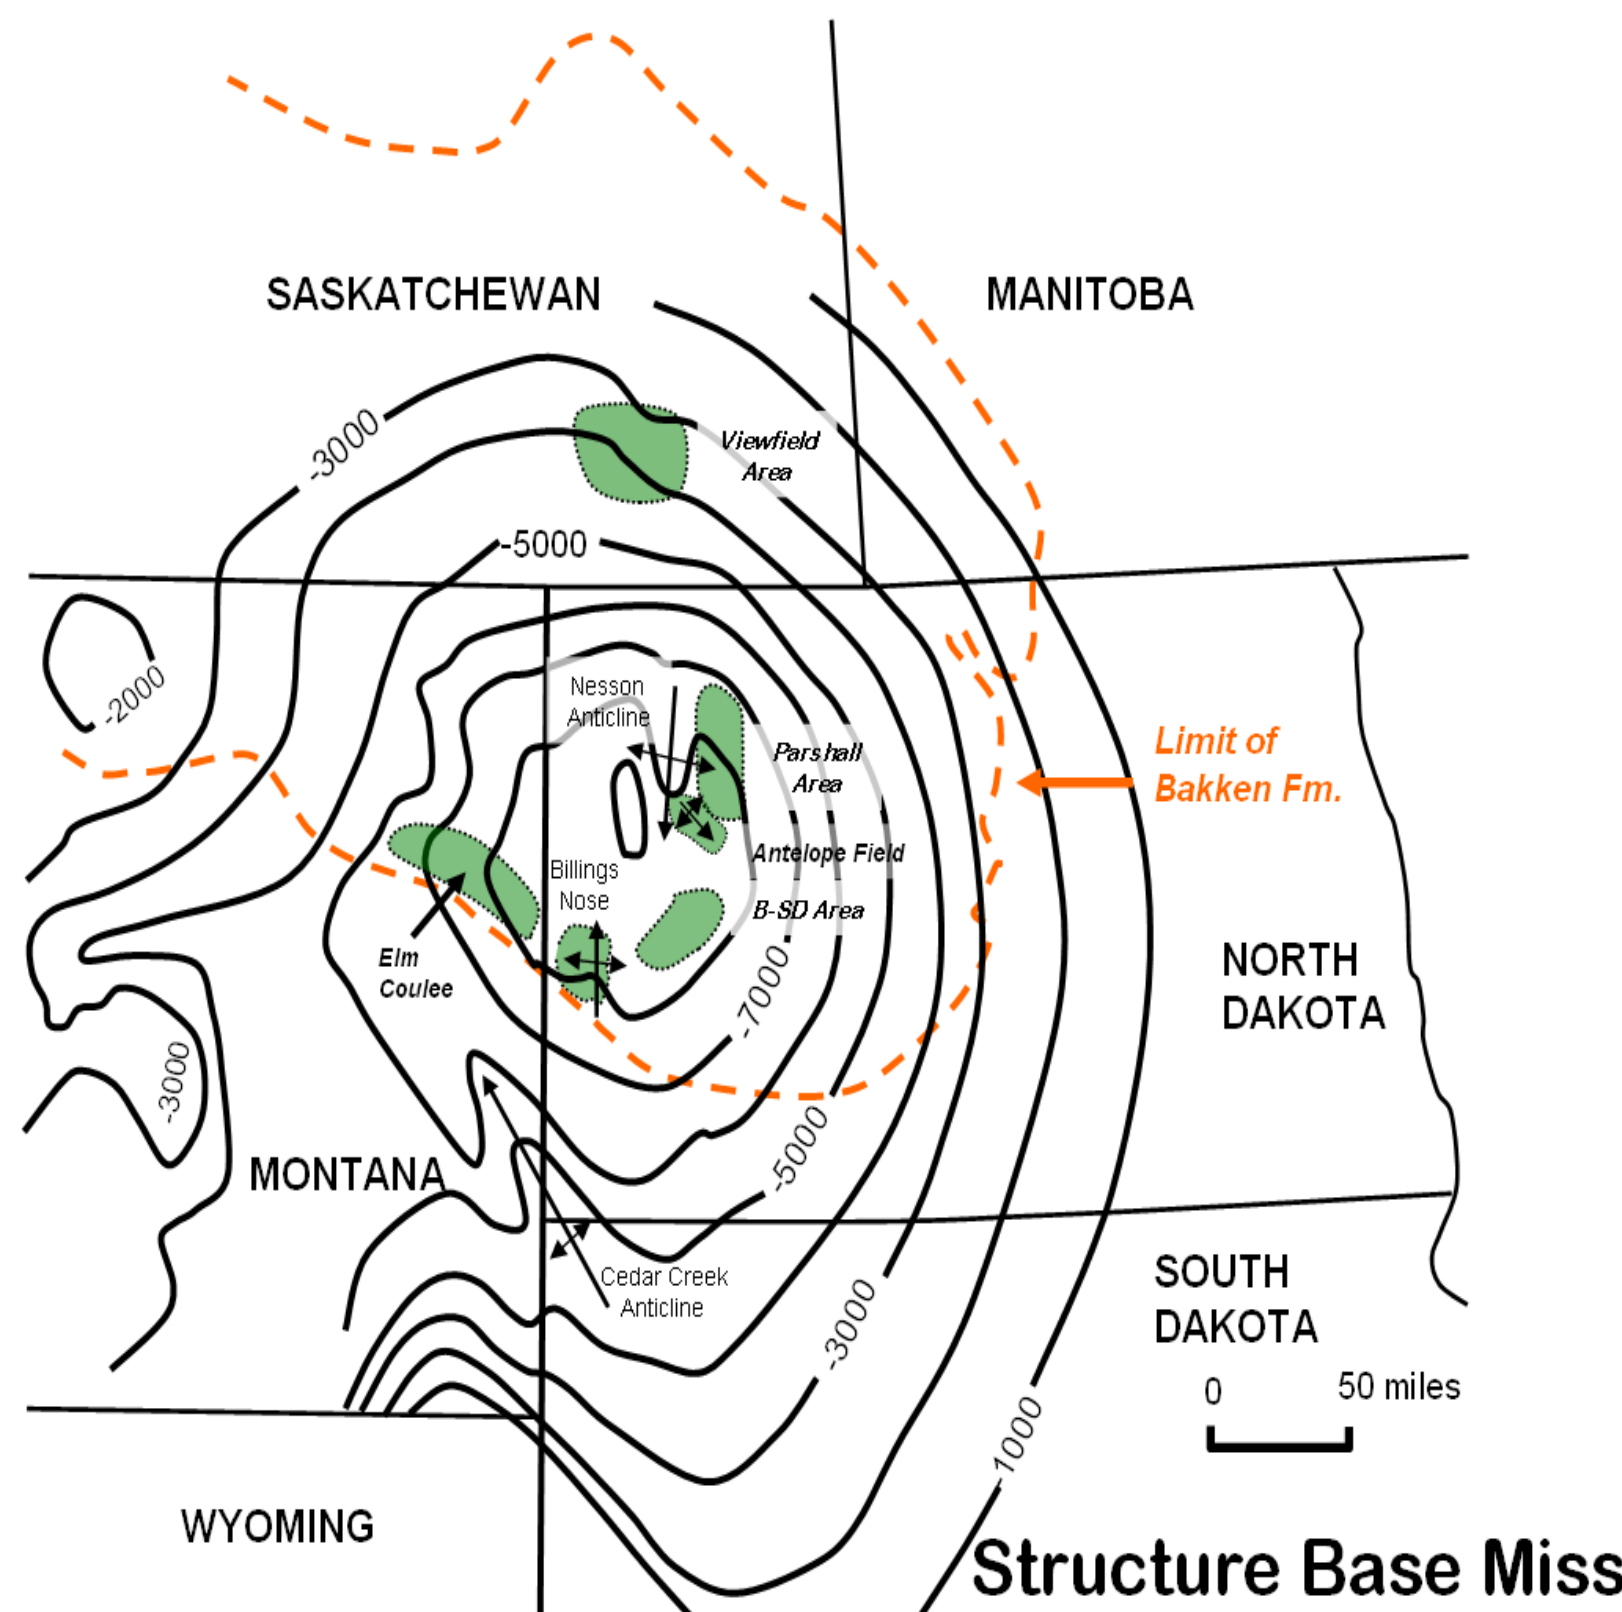 SASKATCHEWAN
MANITOBA
-3000
Viewfield
Area
-5000
-2000
Nesson
Anticline
Parshall
Area
Limit of
Bakken Fm.
Antelope Field
Billings
Nose
B-SD Area
Elm
Coulee
NORTH
DAKOTA
-7000
-3000
-5000
MONTANA
Cedar Creek
Anticline
SOUTH
DAKOTA
-3000
0
50 miles
-1000
WYOMING
Structure Base Miss